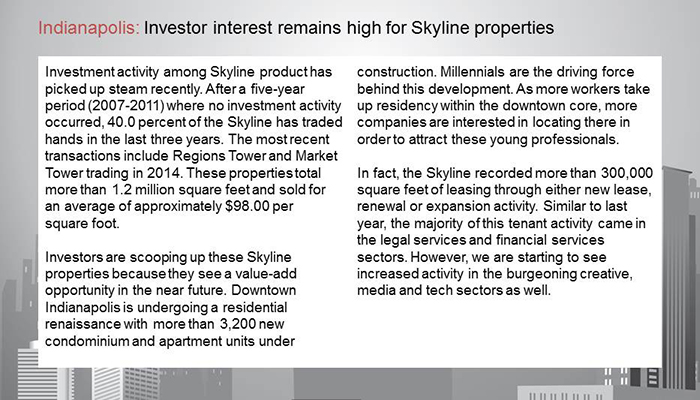 Indianapolis: Investor interest remains high for Skyline properties
Investment activity among Skyline product has
picked up steam recently. After a five-year
period (2007-2011) where no investment activity
occurred, 40.0 percent of the Skyline has traded
hands in the last three years. The most recent
transactions include Regions Tower and Market
Tower trading in 2014. These properties total
more than 1.2 million square feet and sold for
an average of approximately $98.00 per
square foot.
Investors are scooping up these Skyline
properties because they see a value-add
opportunity in the near future. Downtown
Indianapolis is undergoing a residential
renaissance with more than 3,200 new
condominium and apartment units under
construction. Millennials are the driving force
behind this development. As more workers take
up residency within the downtown core, more
companies are interested in locating there in
order to attract these young professionals.
In fact, the Skyline recorded more than 300,000
square feet of leasing through either new lease,
renewal or expansion activity. Similar to last
year, the majority of this tenant activity came in
the legal services and financial services
sectors. However, we are starting to see
increased activity in the burgeoning creative,
media and tech sectors as well.